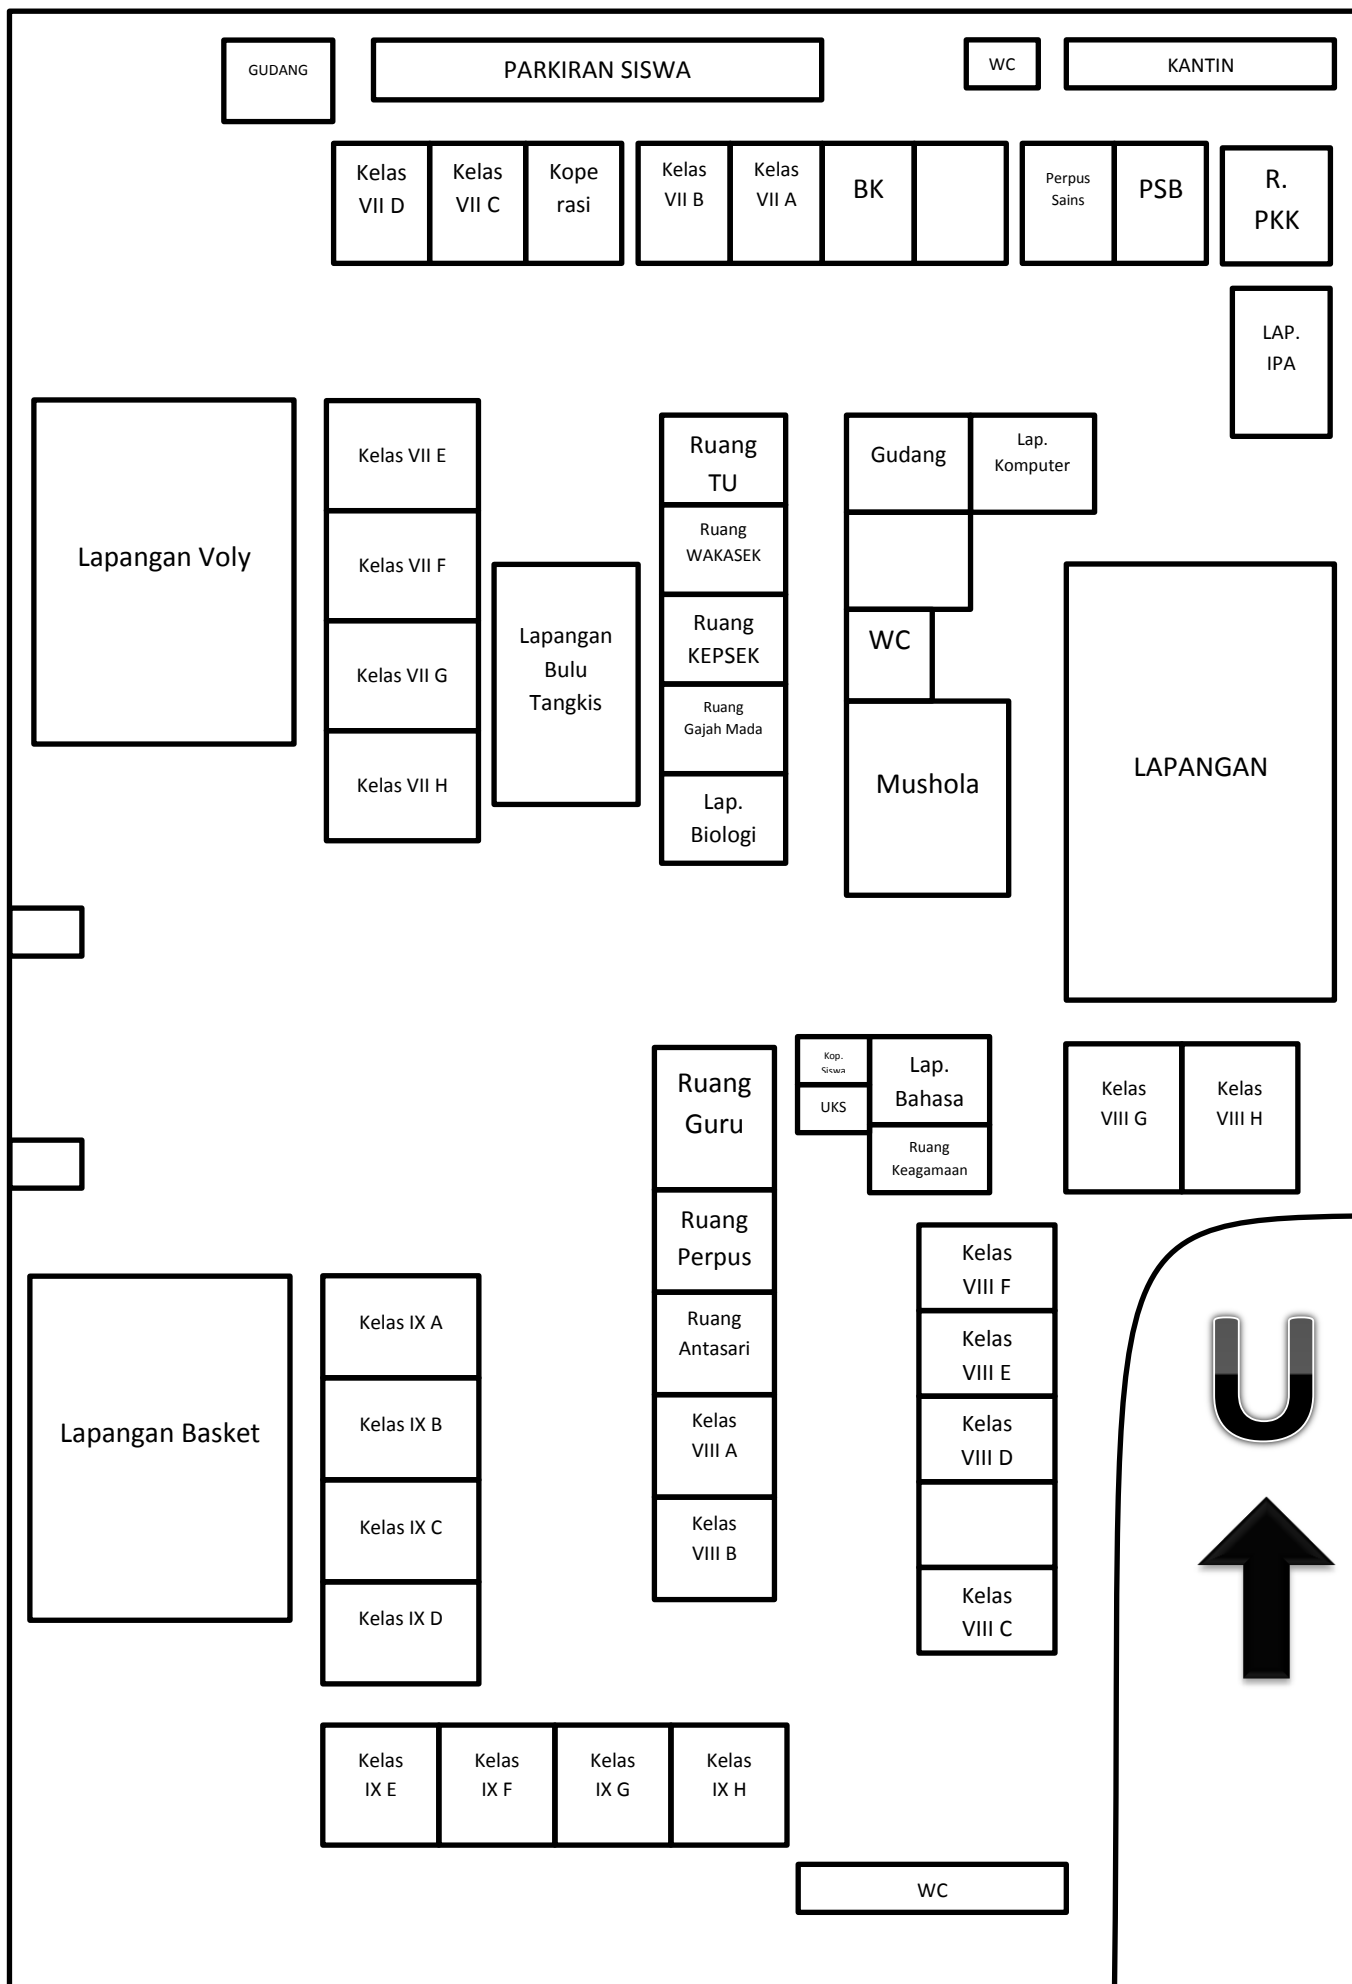 GUDANG
PARKIRAN SISWA
WC
KANTIN
Kelas
VII D
Kelas
VII C
Kope
rasi
Kelas
VII B
Kelas
VII A
BK
Perpus
Sains
PSB
R.
PKK
LAP.
IPA
Lapangan Voly
Kelas VII E
Kelas VII F
Kelas VII G
Kelas VII H
Lapangan
Bulu
Tangkis
Ruang
TU
Ruang
WAKASEK
Ruang
KEPSEK
Ruang
Gajah Mada
Lap.
Biologi
Gudang
Lap.
Komputer
WC
Mushola
LAPANGAN
Ruang
Guru
Ruang
Perpus
Ruang
Antasari
Kelas
VIII A
Kelas
VIII B
Kop.
Siswa
UKS
Lap.
Bahasa
Ruang
Keagamaan
Kelas
VIII G
Kelas
VIII H
Kelas
VIII F
Kelas
VIII E
Kelas
VIII D
Kelas
VIII C
U
Lapangan Basket
Kelas IX A
Kelas IX B
Kelas IX C
Kelas IX D
Kelas
IX E
Kelas
IX F
Kelas
IX G
Kelas
IX H
WC